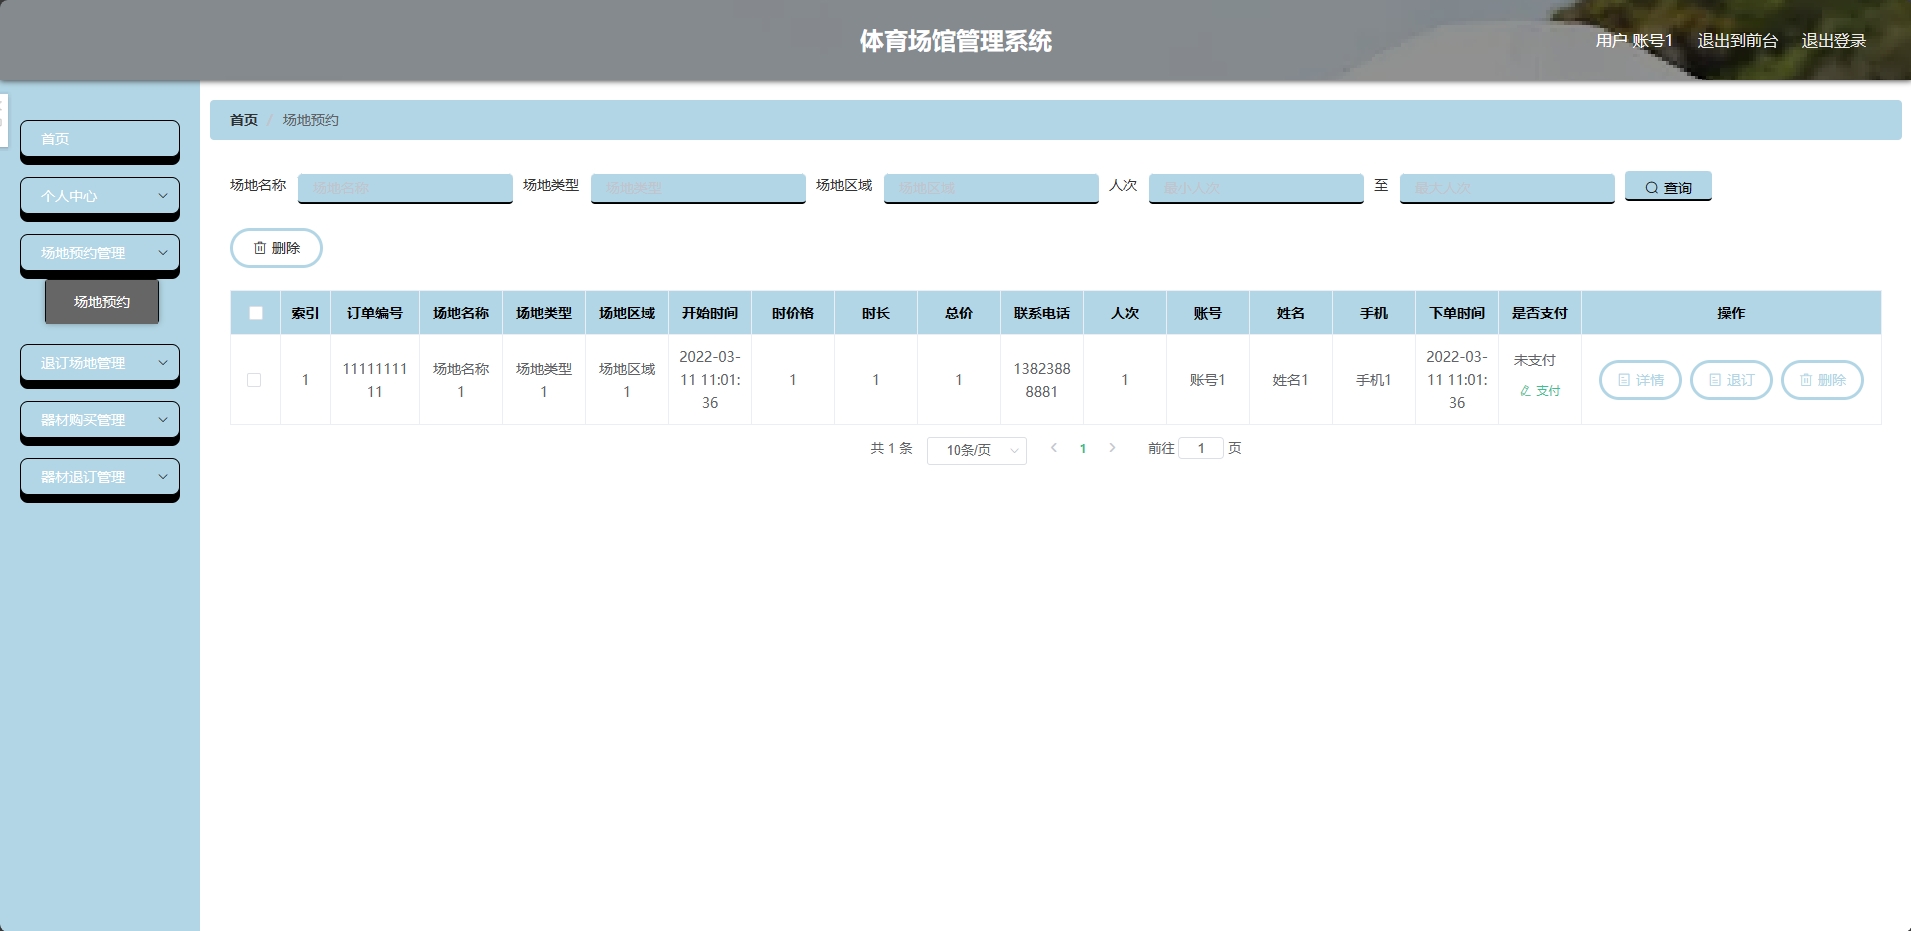 体育场馆管理系统
用户 账号1 退出到前台 退出登录
首页
个人中心
场地预约管理
场地预约
退订场地管理
器材购买管理
器材退订管理
首页 / 场地预约
场地名称 场地名称 场地类型 场地类型 场地区域 场地区域 人次 最小人次 至 最大人次 查询
删除
索引 订单编号 场地名称 场地类型 场地区域 开始时间 时价格 时长 总价 联系电话 人次 账号 姓名 手机 下单时间 是否支付 操作
1 11111111 场地名称 场地类型 场地区域 2022-03- 1 1 1 1382388 1 账号1 姓名1 手机1 2022-03- 未支付 详情 退订 删除
11 1 1 1 11 11:01: 8881 11 11:01: 支付
36 36
共 1 条 10条/页 1 前往 1 页